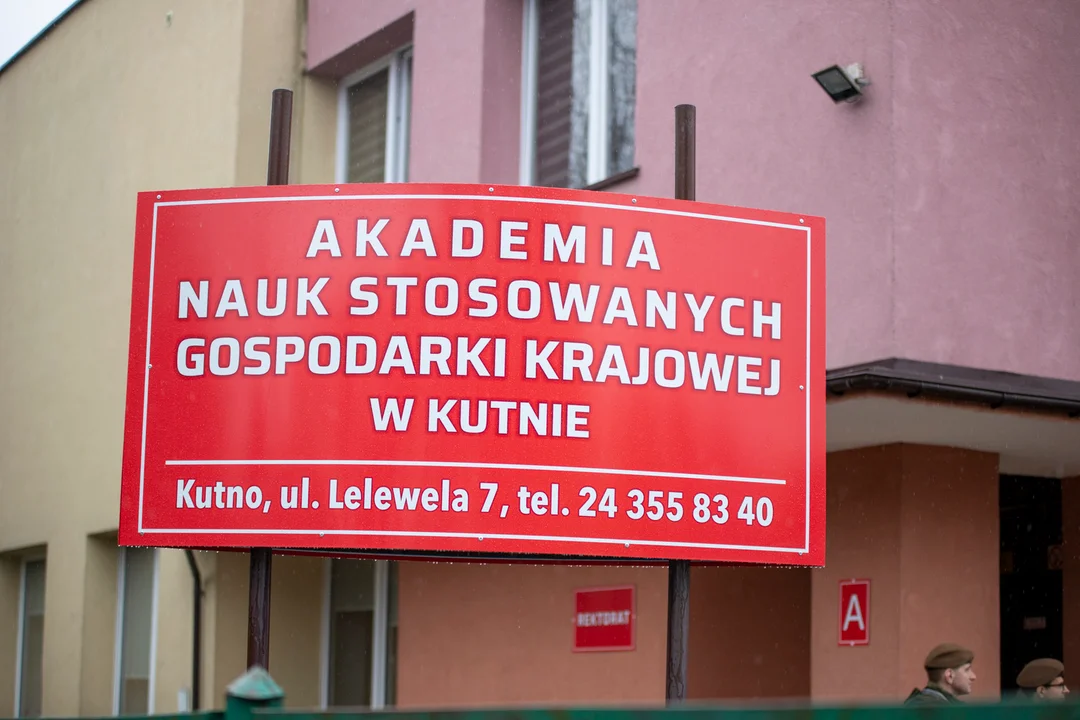 AKADEMIA
NAUK STOSOWANYCH
GOSPODARKI KRAJOWEJ
W KUTNIE
Kutno, ul. Lelewela 7, tel. 24 355 83 40
REKTORAT
A